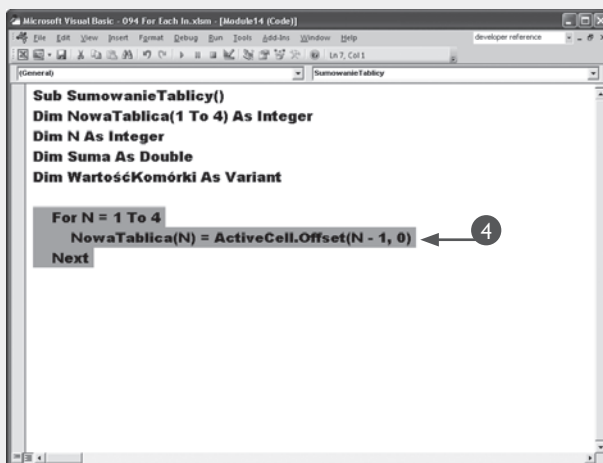 Microsoft Visual Basic - 094 For Each In.xlsm - [Module14 (Code)]
File Edit View Insert Format Debug Run Tools Add-Ins Window Help developer reference
Ln 7, Col 1
(General) SumowanieTablicy
Sub SumowanieTablicy()
Dim NowaTablica(1 To 4) As Integer
Dim N As Integer
Dim Suma As Double
Dim WartośćKomórki As Variant
For N = 1 To 4
NowaTablica(N) = ActiveCell.Offset(N - 1, 0)
4
Next